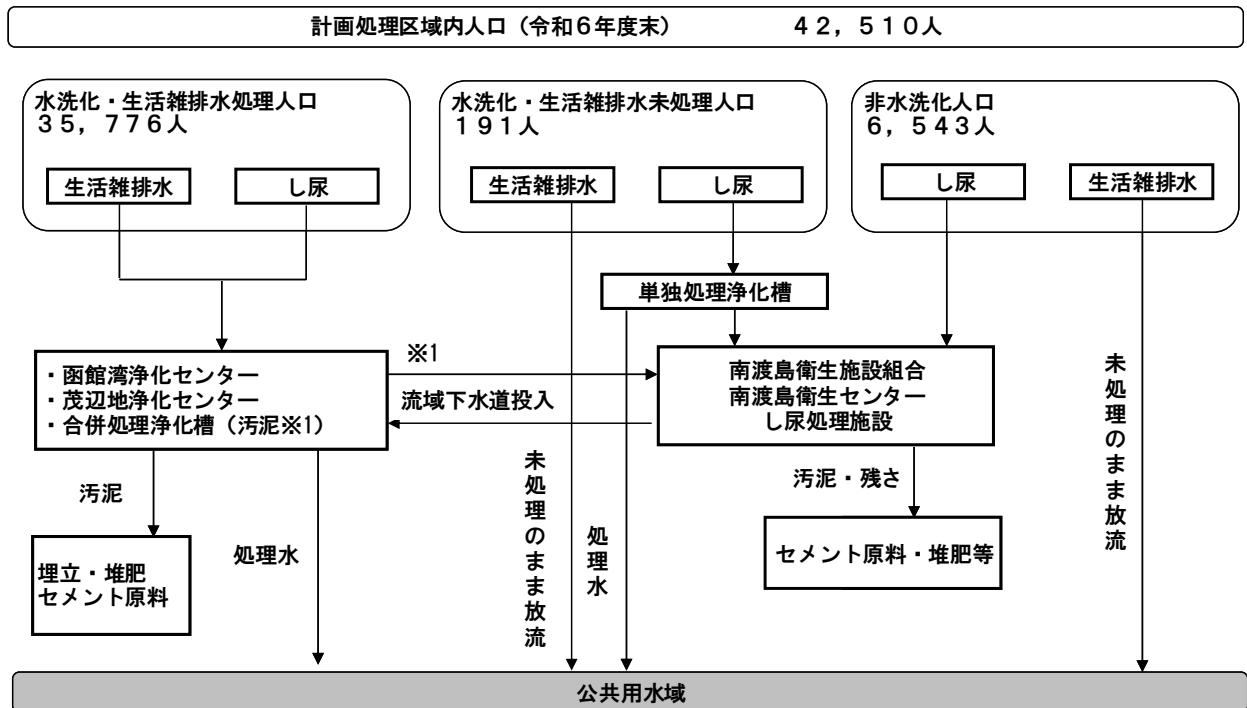 計画処理区域内人口（令和６年度末）　４２，５１０人
水洗化・生活雑排水処理人口
３５，７７６人
生活雑排水
し尿
水洗化・生活雑排水未処理人口
１９１人
生活雑排水
し尿
非水洗化人口
６，５４３人
し尿
生活雑排水
単独処理浄化槽
・函館湾浄化センター
・茂辺地浄化センター
・合併処理浄化槽（汚泥※1）
※1
流域下水道投入
南渡島衛生施設組合
南渡島衛生センター
し尿処理施設
汚泥
処理水
埋立・堆肥
セメント原料
未処理のまま放流
処理水
汚泥・残さ
セメント原料・堆肥等
未処理のまま放流
公共用水域